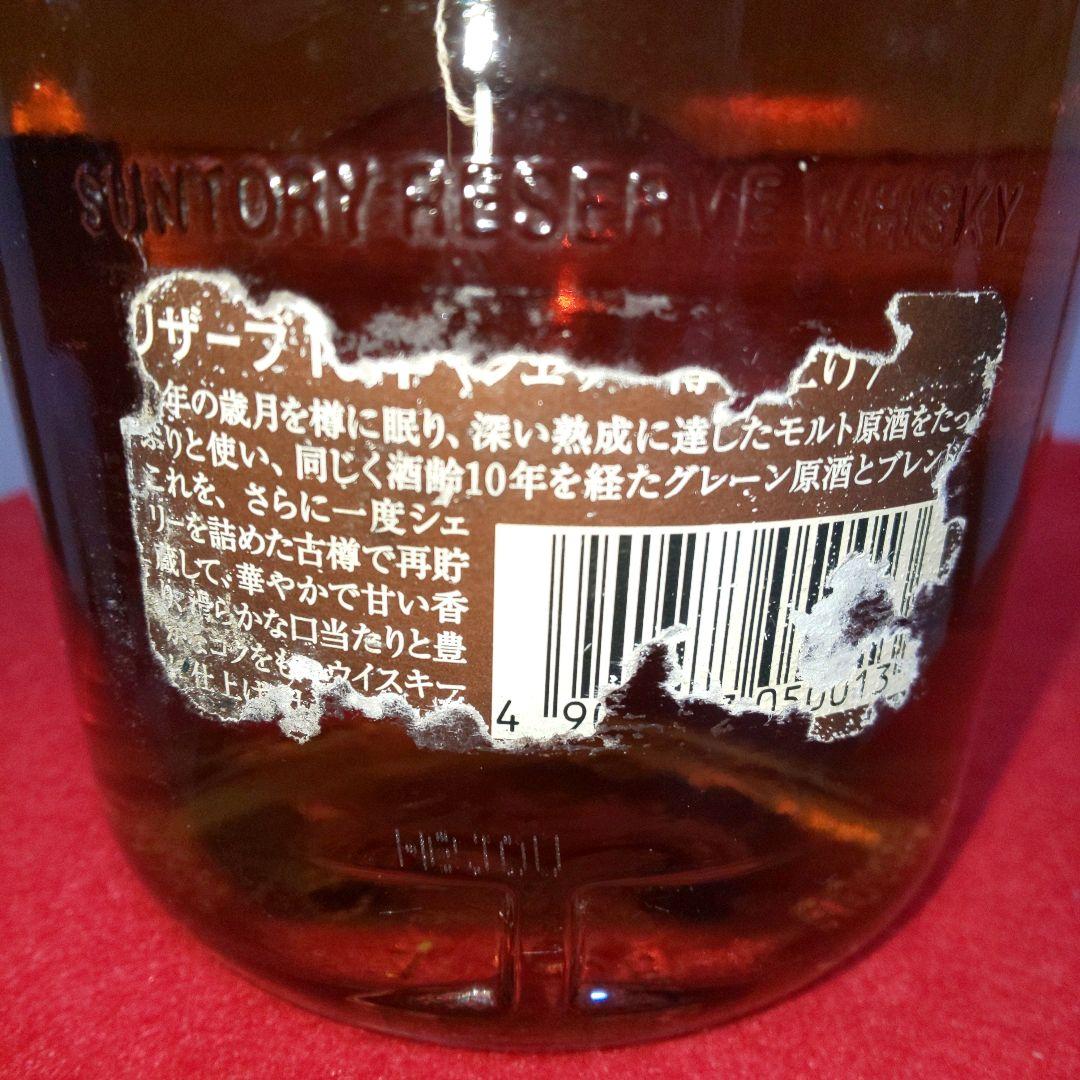 SUNTORY RESERVE WHISKY
リザーブ
年の歳月を樽に眠り、深い熟成に達したモルト原酒をたっ
ぷりと使い、同じく酒齢10年を経たグレーン原酒とブレンド
これを、さらに一度シェ
リーを詰めた古樽で再貯
蔵して、華やかで甘い香
り、滑らかな口当たりと豊
コクをも ウイスキー
仕上げ
4 90 050013